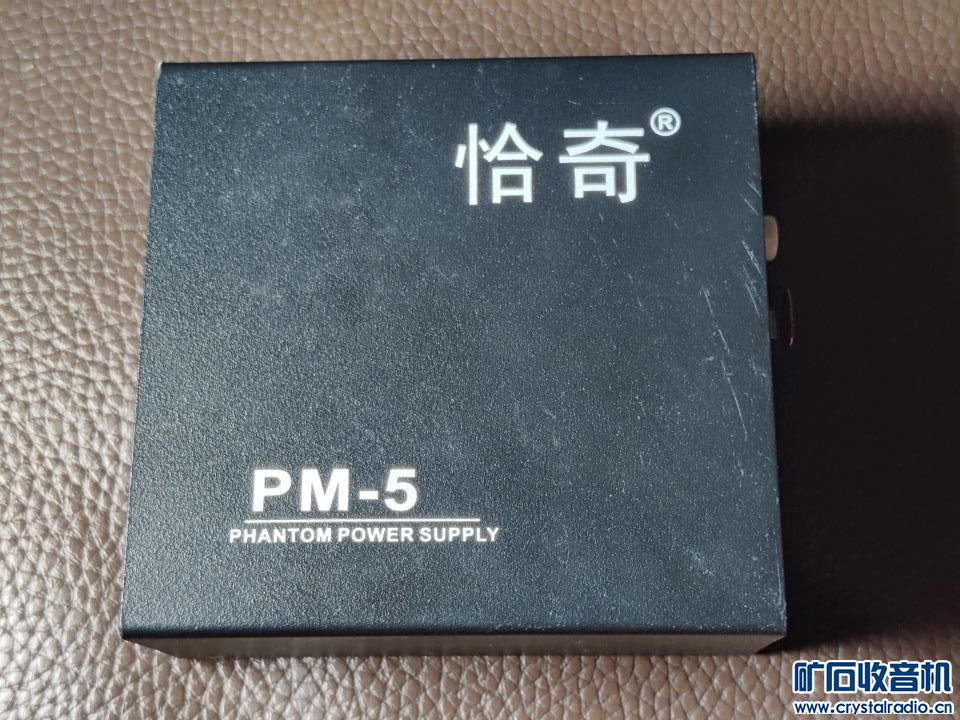 恰奇®
PM-5
PHANTOM POWER SUPPLY
矿石收音机
www.crystalradio.cn